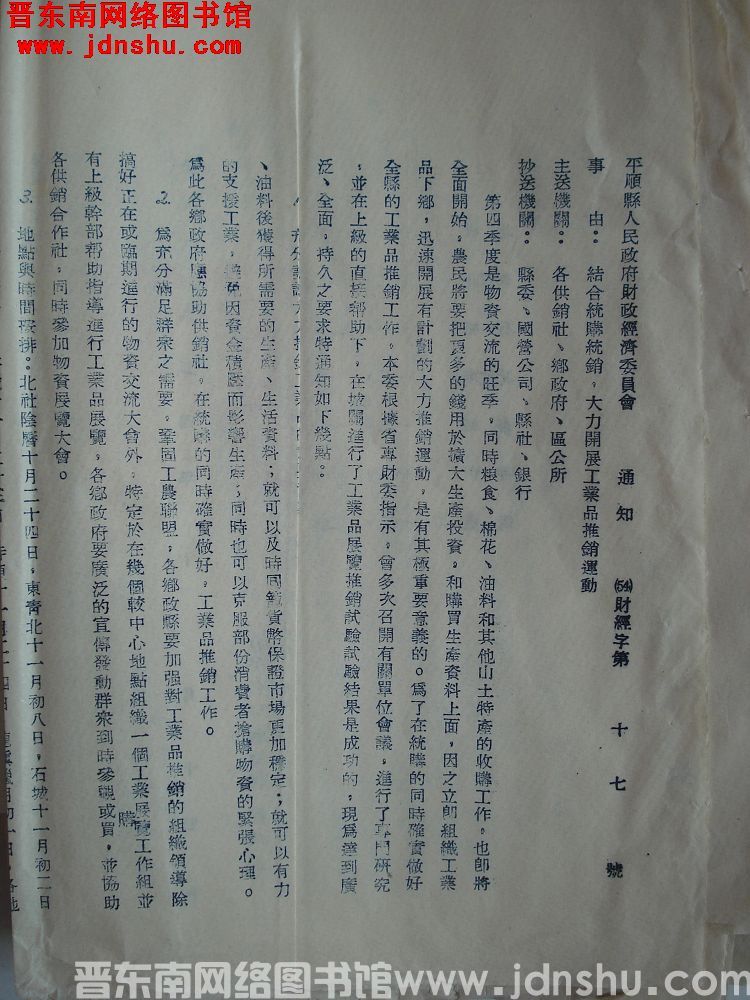 晋东南网络图书馆
www.jdnshu.com
平順縣人民政府財政經濟委員會 通知 (54)財經字第十七號
事由：結合統購統銷，大力開展工業品推銷運動
主送機關：各供銷社、鄉政府、區公所
抄送機關：縣委、國營公司、縣社、銀行
第四季度是物資交流的旺季，同時粮食、棉花、油料和其他山土特產的收購工作，也卽將
全面開始，農民將要把更多的錢用於擴大生產投資，和購買生產資料上面，因之立卽組織工業
品下鄉，迅速開展有計劃的大力推銷運動，是有其極重要意義的。爲了在統購的同時確實做好
全縣的工業品推銷工作。本委根據省專財委指示，曾多次召開有關單位會議，進行了專門研究
，並在上級的直接帮助下，在城關進行了工業品展覽推銷試驗試驗結果是成功的，現爲達到廣
泛、全面，持久之要求特通知如下幾點：
、油料後獲得所需要的生產、生活資料；就可以及時回籠貨幣保證市場更加穩定；就可以有力
的支援工業，避免因資金積壓而影響生產；同時也可以克服部份消費者搶購物資的緊張心理。
爲此各鄉政府應協助供銷社，在統購的同時確實做好。工業品推銷工作。
2. 爲充分滿足群衆之需要，鞏固工農聯盟，各鄉政縣要加强對工業品推銷的組織領導除
搞好正在或臨期進行的物資交流大會外，特定於在幾個較中心地點組織一個工業展覽工作組並
有上級幹部帮助指導進行工業品展覽，各鄉政府要廣泛的宣傳發動群衆到時參觀或買購，並協助
各供銷合作社，同時參加物資展覽大會。
3. 地點與時間安排：北社陰曆十月二十四日，東青北十一月初八日，石城十一月初二日
晋东南网络图书馆www.jdnshu.com